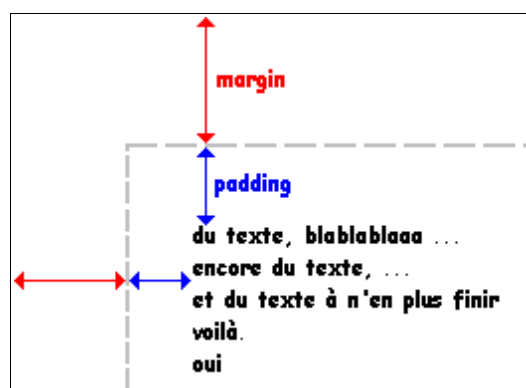 margin
padding
du texte, blablablaaa ...
encore du texte, ...
et du texte à n'en plus finir
voilà.
oui